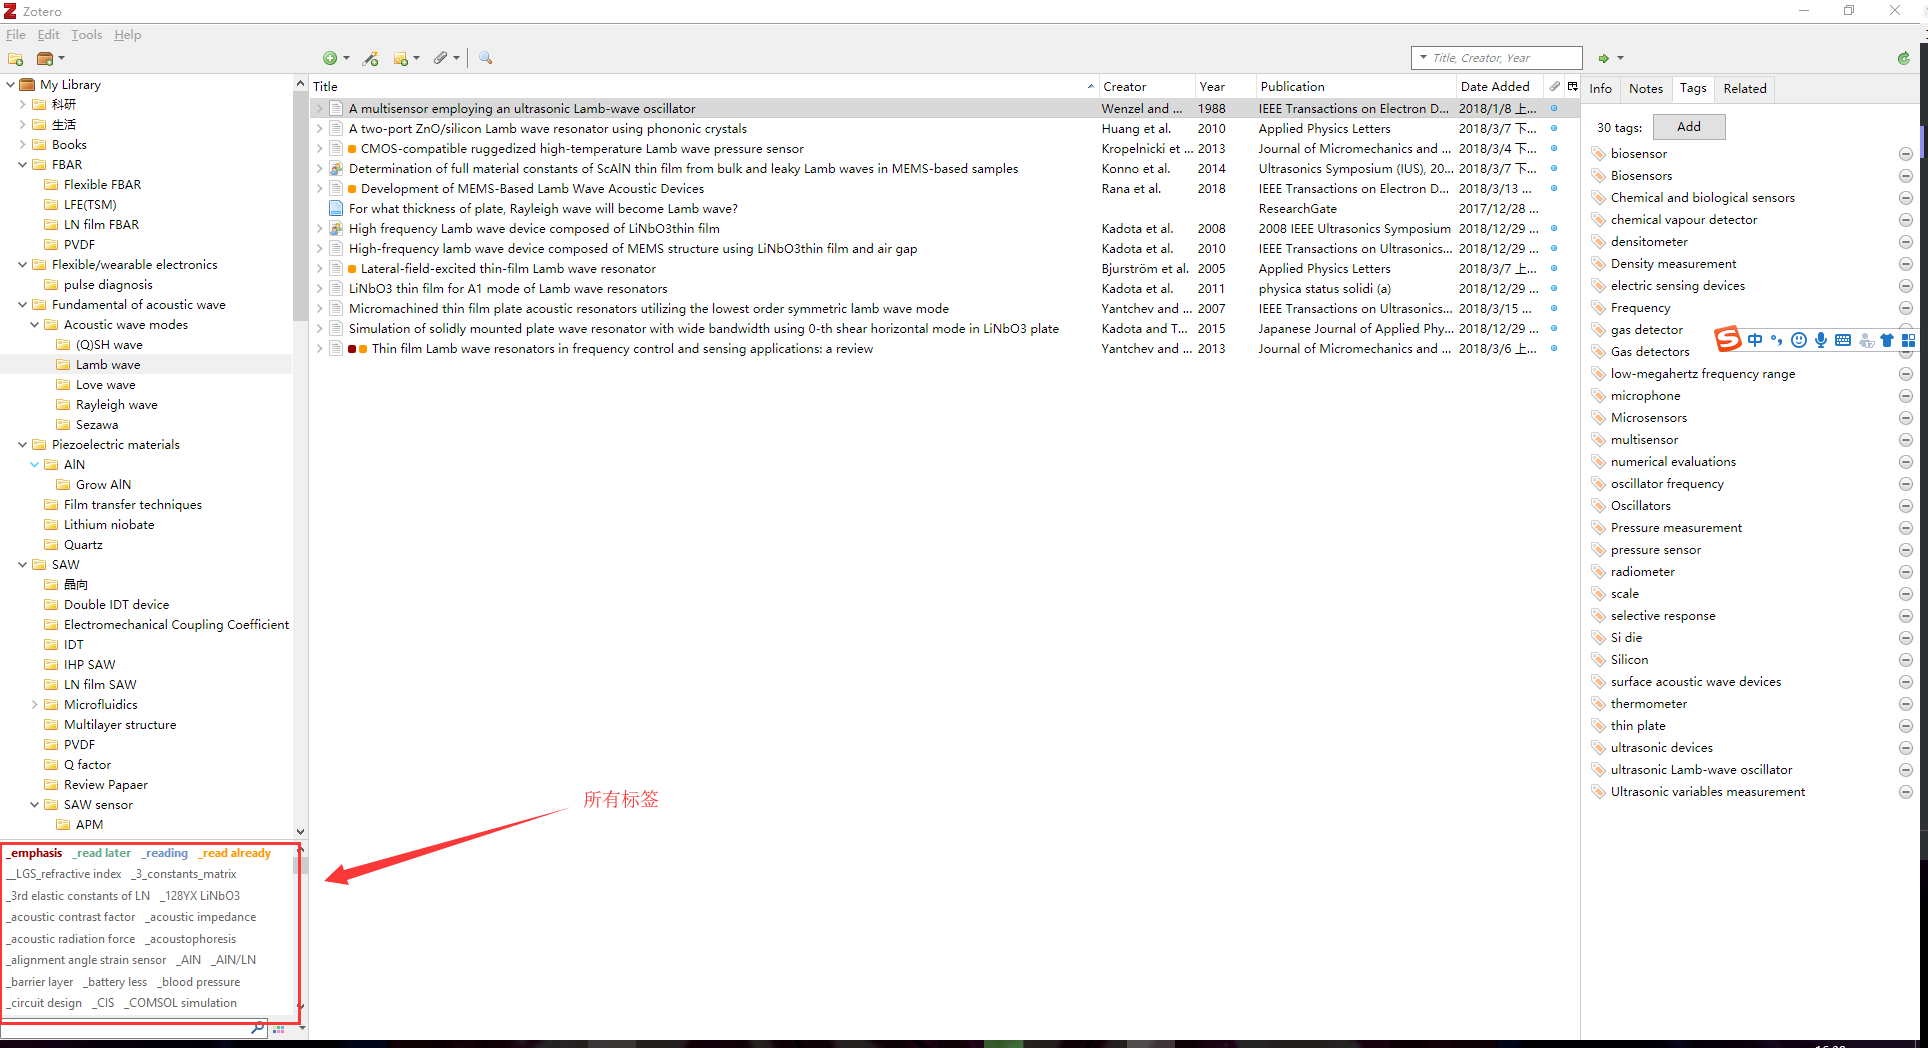 Zotero
File Edit Tools Help
Title, Creator, Year
My Library
科研
生活
Books
FBAR
Flexible FBAR
LFE(TSM)
LN film FBAR
PVDF
Flexible/wearable electronics
pulse diagnosis
Fundamental of acoustic wave
Acoustic wave modes
(Q)SH wave
Lamb wave
Love wave
Rayleigh wave
Sezawa
Piezoelectric materials
AlN
Grow AlN
Film transfer techniques
Lithium niobate
Quartz
SAW
晶向
Double IDT device
Electromechanical Coupling Coefficient
IDT
IHP SAW
LN film SAW
Microfluidics
Multilayer structure
PVDF
Q factor
Review Papaer
SAW sensor
APM
_emphasis _read later _reading _read already
__LGS_refractive index _3_constants_matrix
_3rd elastic constants of LN _128YX LiNbO3
_acoustic contrast factor _acoustic impedance
_acoustic radiation force _acoustophoresis
_alignment angle strain sensor _AlN _AlN/LN
_barrier layer _battery less _blood pressure
_circuit design _CIS _COMSOL simulation
Title Creator Year Publication Date Added
A multisensor employing an ultrasonic Lamb-wave oscillator Wenzel and ... 1988 IEEE Transactions on Electron D... 2018/1/8 上...
A two-port ZnO/silicon Lamb wave resonator using phononic crystals Huang et al. 2010 Applied Physics Letters 2018/3/7 下...
CMOS-compatible ruggedized high-temperature Lamb wave pressure sensor Kropelnicki et ... 2013 Journal of Micromechanics and ... 2018/3/4 下...
Determination of full material constants of ScAlN thin film from bulk and leaky Lamb waves in MEMS-based samples Konno et al. 2014 Ultrasonics Symposium (IUS), 20... 2018/3/7 下...
Development of MEMS-Based Lamb Wave Acoustic Devices Rana et al. 2018 IEEE Transactions on Electron D... 2018/3/13 ...
For what thickness of plate, Rayleigh wave will become Lamb wave? ResearchGate 2017/12/28 ...
High frequency Lamb wave device composed of LiNbO3thin film Kadota et al. 2008 2008 IEEE Ultrasonics Symposium 2018/12/29 ...
High-frequency lamb wave device composed of MEMS structure using LiNbO3thin film and air gap Kadota et al. 2010 IEEE Transactions on Ultrasonics... 2018/12/29 ...
Lateral-field-excited thin-film Lamb wave resonator Bjurström et al. 2005 Applied Physics Letters 2018/3/7 上...
LiNbO3 thin film for A1 mode of Lamb wave resonators Kadota et al. 2011 physica status solidi (a) 2018/12/29 ...
Micromachined thin film plate acoustic resonators utilizing the lowest order symmetric lamb wave mode Yantchev and ... 2007 IEEE Transactions on Ultrasonics... 2018/3/15 ...
Simulation of solidly mounted plate wave resonator with wide bandwidth using 0-th shear horizontal mode in LiNbO3 plate Kadota and T... 2015 Japanese Journal of Applied Phy... 2018/12/29 ...
Thin film Lamb wave resonators in frequency control and sensing applications: a review Yantchev and ... 2013 Journal of Micromechanics and ... 2018/3/6 上...
所有标签
Info Notes Tags Related
30 tags: Add
biosensor
Biosensors
Chemical and biological sensors
chemical vapour detector
densitometer
Density measurement
electric sensing devices
Frequency
gas detector
S 中
Gas detectors
low-megahertz frequency range
microphone
Microsensors
multisensor
numerical evaluations
oscillator frequency
Oscillators
Pressure measurement
pressure sensor
radiometer
scale
selective response
Si die
Silicon
surface acoustic wave devices
thermometer
thin plate
ultrasonic devices
ultrasonic Lamb-wave oscillator
Ultrasonic variables measurement